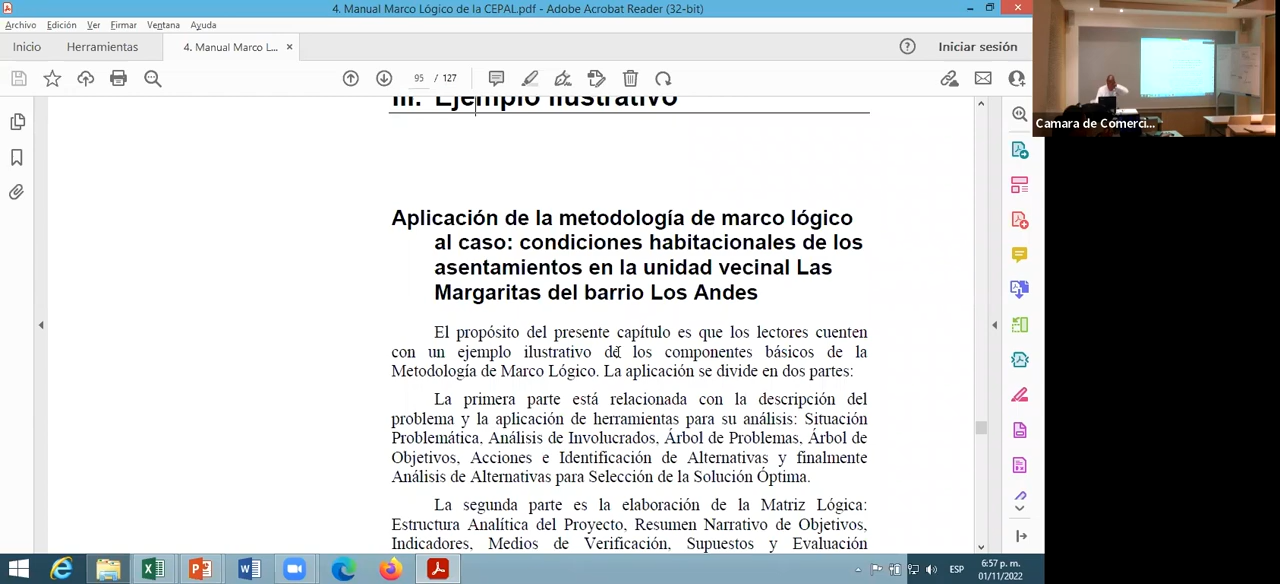 4. Manual Marco Lógico de la CEPAL.pdf - Adobe Acrobat Reader (32-bit)
Archivo Edición Ver Firmar Ventana Ayuda
Inicio Herramientas 4. Manual Marco L... × Iniciar sesión
95 / 127
III. Ejemplo ilustrativo
Camara de Comerci...
Aplicación de la metodología de marco lógico
al caso: condiciones habitacionales de los
asentamientos en la unidad vecinal Las
Margaritas del barrio Los Andes
El propósito del presente capítulo es que los lectores cuenten
con un ejemplo ilustrativo de los componentes básicos de la
Metodología de Marco Lógico. La aplicación se divide en dos partes:
La primera parte está relacionada con la descripción del
problema y la aplicación de herramientas para su análisis: Situación
Problemática, Análisis de Involucrados, Árbol de Problemas, Árbol de
Objetivos, Acciones e Identificación de Alternativas y finalmente
Análisis de Alternativas para Selección de la Solución Óptima.
La segunda parte es la elaboración de la Matriz Lógica:
Estructura Analítica del Proyecto, Resumen Narrativo de Objetivos,
Indicadores, Medios de Verificación, Supuestos y Evaluación
ESP
6:57 p. m.
01/11/2022